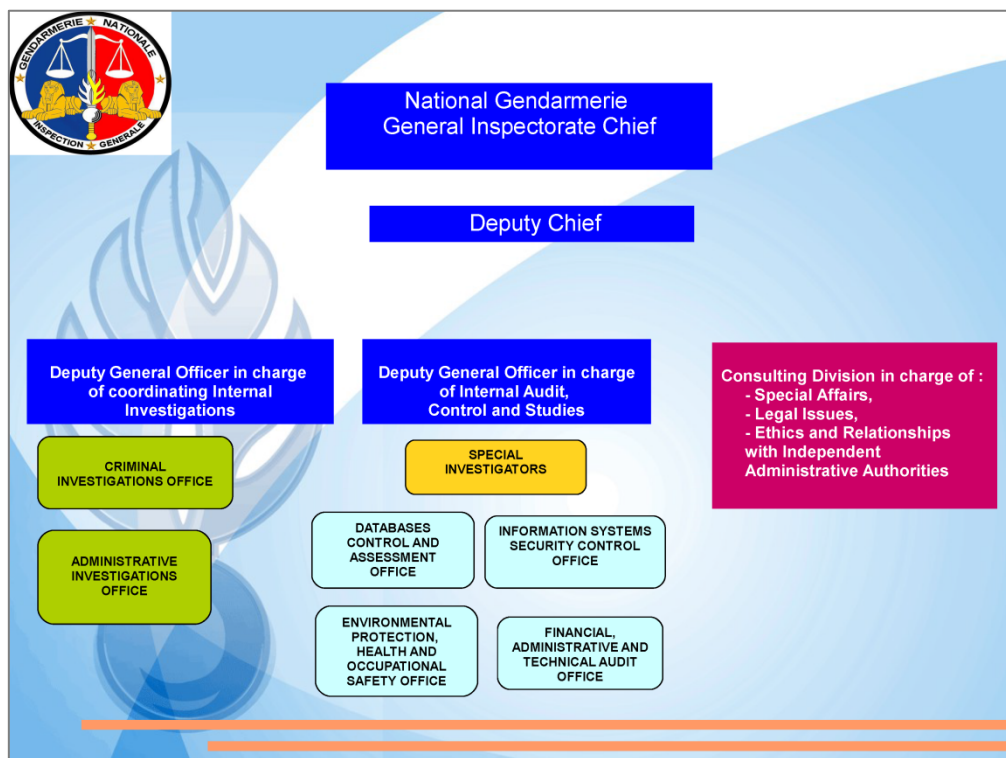 GENDARMERIE NATIONALE
INSPECTION GENERALE
National Gendarmerie
General Inspectorate Chief
Deputy Chief
Deputy General Officer in charge
of coordinating Internal
Investigations
CRIMINAL
INVESTIGATIONS OFFICE
ADMINISTRATIVE
INVESTIGATIONS
OFFICE
Deputy General Officer in charge
of Internal Audit,
Control and Studies
SPECIAL
INVESTIGATORS
DATABASES
CONTROL AND
ASSESSMENT
OFFICE
INFORMATION SYSTEMS
SECURITY CONTROL
OFFICE
ENVIRONMENTAL
PROTECTION,
HEALTH AND
OCCUPATIONAL
SAFETY OFFICE
FINANCIAL,
ADMINISTRATIVE AND
TECHNICAL AUDIT
OFFICE
Consulting Division in charge of :
- Special Affairs,
- Legal Issues,
- Ethics and Relationships
with Independent
Administrative Authorities